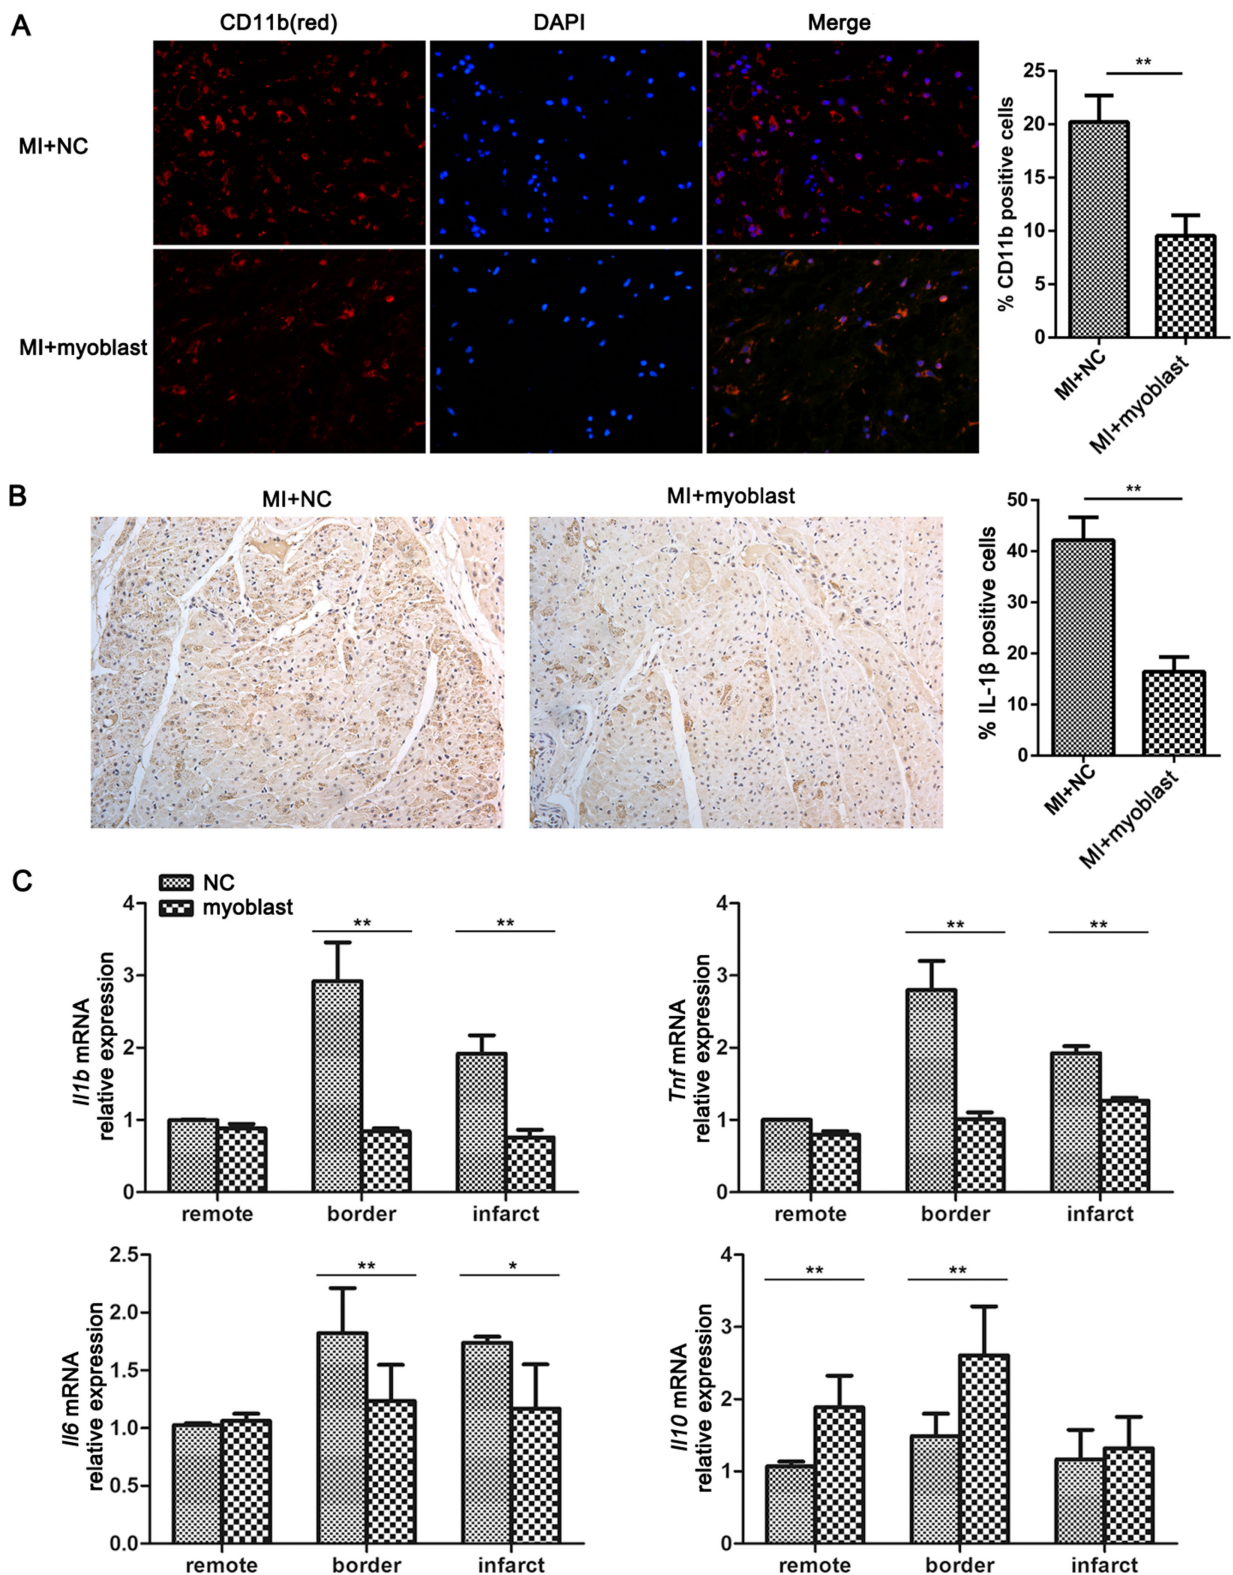 A
CD11b(red)
DAPI
Merge
MI+NC
MI+myoblast
% CD11b positive cells
25
20
15
10
5
0
**
MI+NC
MI+myoblast
B
MI+NC
MI+myoblast
% IL-1β positive cells
50
40
30
20
10
0
**
MI+NC
MI+myoblast
C
NC
myoblast
Il1b mRNA
relative expression
4
3
2
1
0
**
**
remote
border
infarct
Tnf mRNA
relative expression
4
3
2
1
0
**
**
remote
border
infarct
Il6 mRNA
relative expression
2.5
2.0
1.5
1.0
0.5
0.0
**
*
remote
border
infarct
Il10 mRNA
relative expression
4
3
2
1
0
**
**
remote
border
infarct